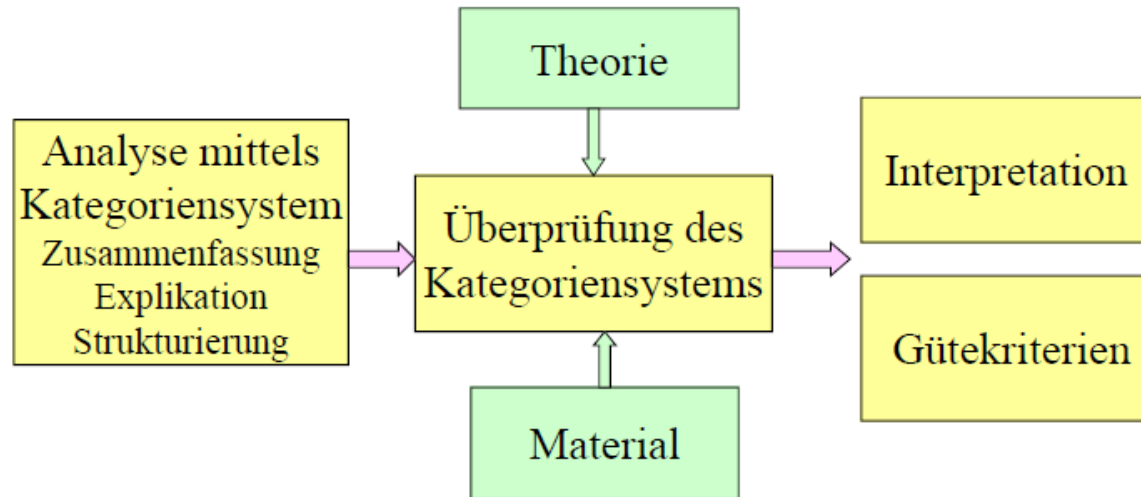 Theorie
Analyse mittels
Kategoriensystem
Zusammenfassung
Explikation
Strukturierung
Überprüfung des
Kategoriensystems
Interpretation
Gütekriterien
Material